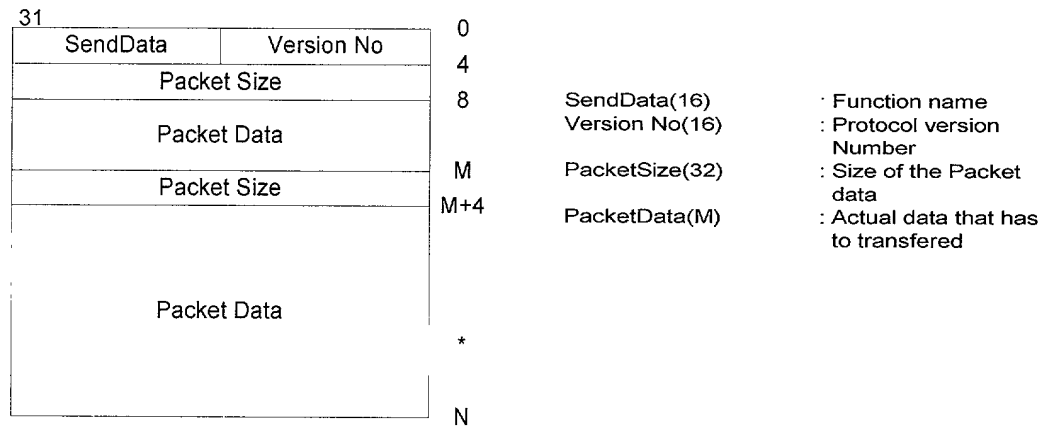 31
0
SendData Version No
4
Packet Size
8
Packet Data
M
Packet Size
M+4
Packet Data
*
N
SendData(16) : Function name
Version No(16) : Protocol version
Number
PacketSize(32) : Size of the Packet
data
PacketData(M) : Actual data that has
to transfered